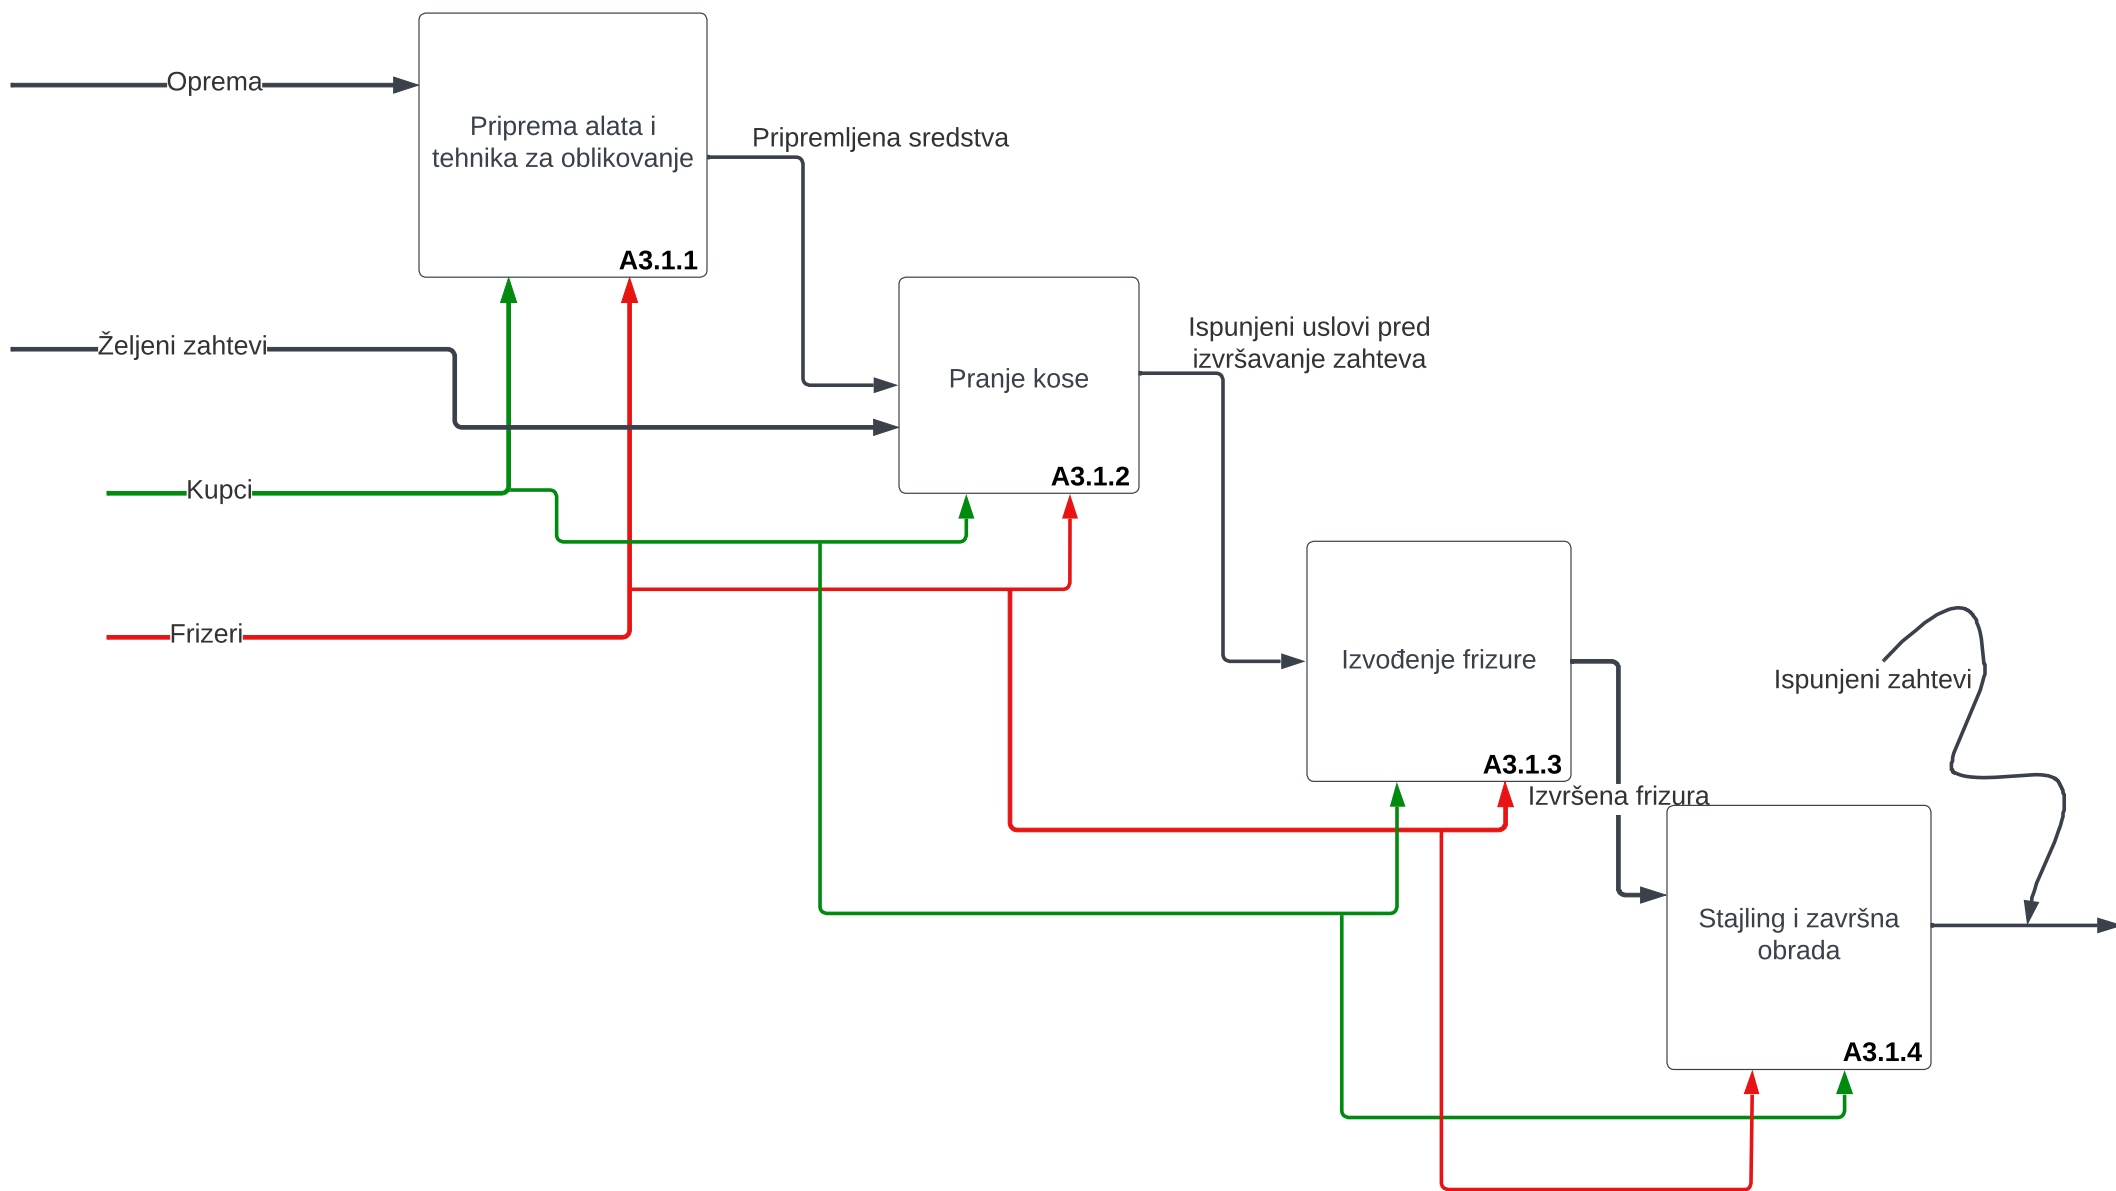 Oprema
Priprema alata i
tehnika za oblikovanje
A3.1.1
Pripremljena sredstva
Željeni zahtevi
Pranje kose
A3.1.2
Ispunjeni uslovi pred
izvršavanje zahteva
Kupci
Frizeri
Izvođenje frizure
A3.1.3
Ispunjeni zahtevi
Izvršena frizura
Stajling i završna
obrada
A3.1.4